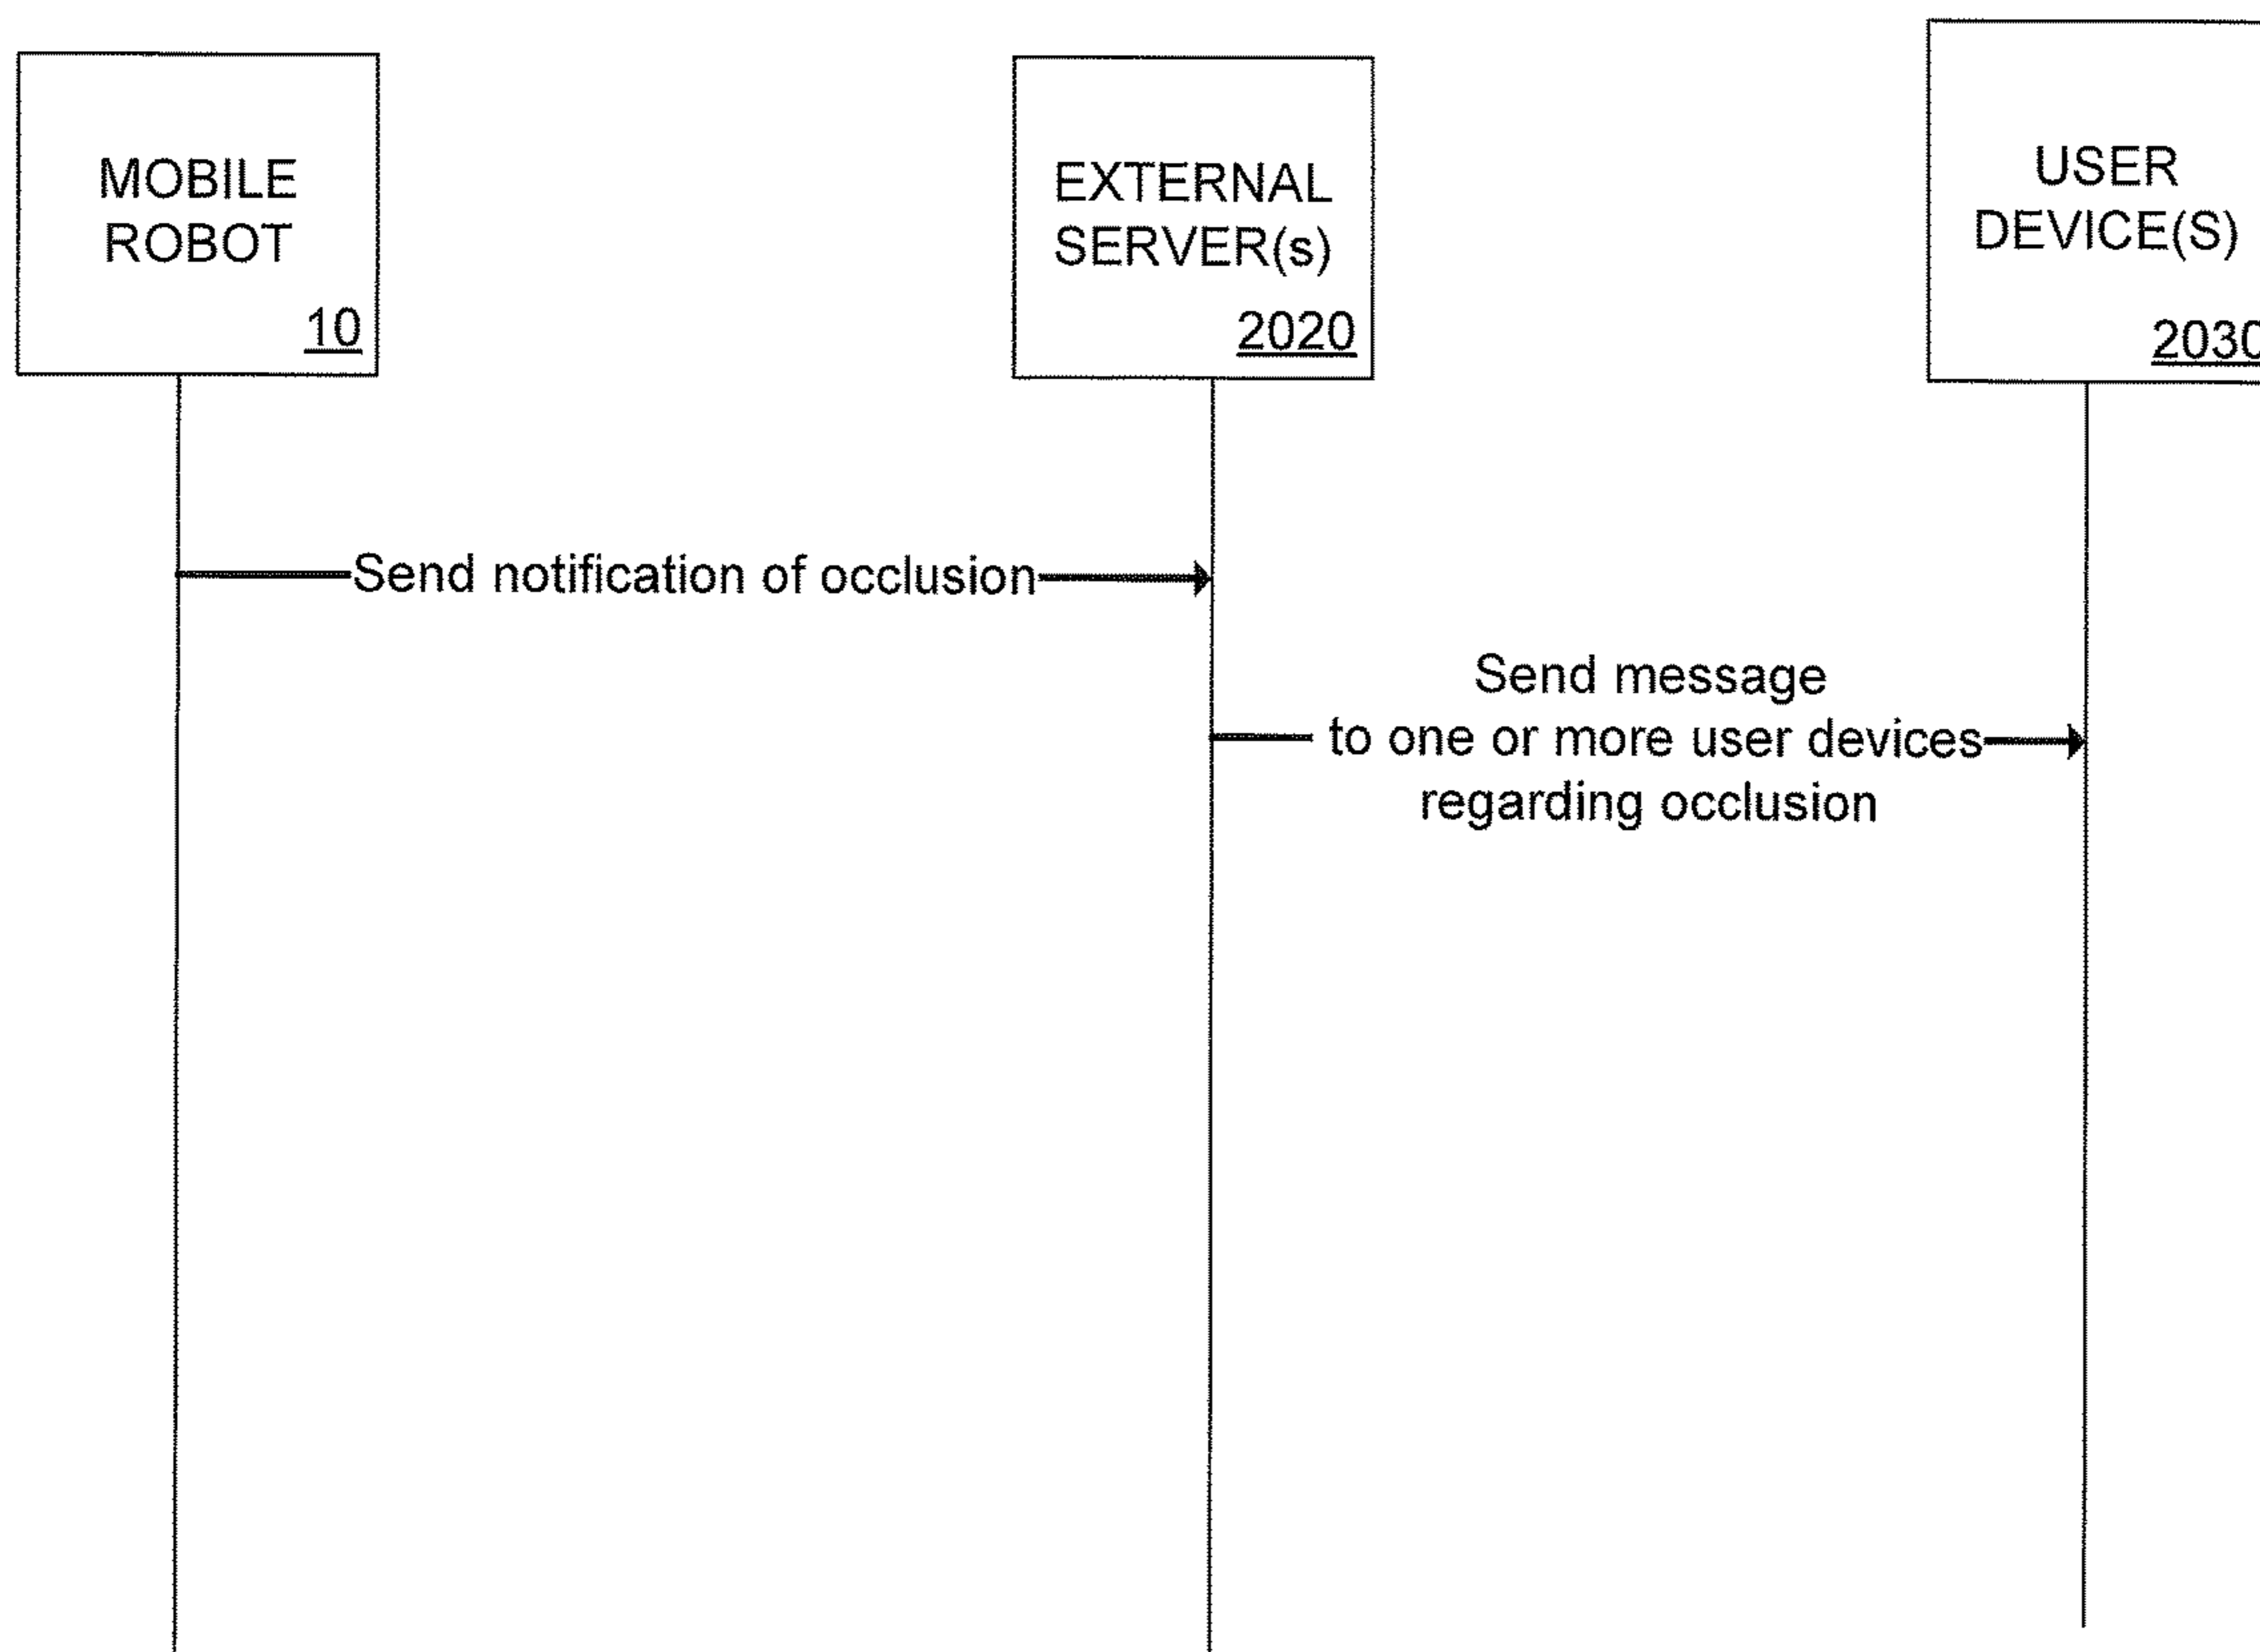 MOBILE
ROBOT
10
EXTERNAL
SERVER(s)
2020
USER
DEVICE(S)
2030
Send notification of occlusion
Send message
to one or more user devices
regarding occlusion